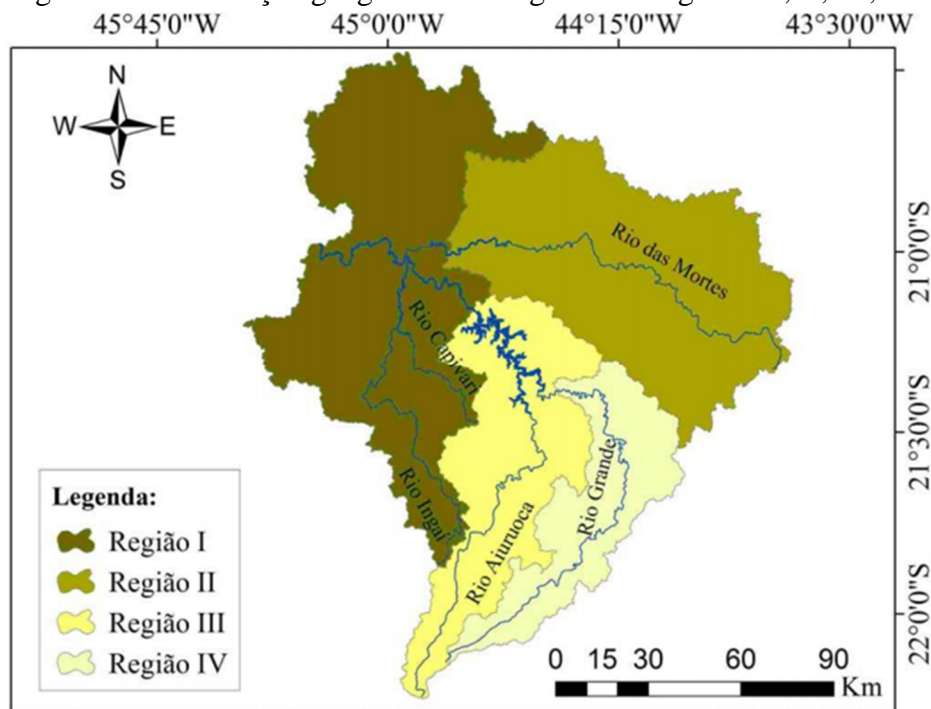 45°45'0"W 45°0'0"W 44°15'0"W 43°30'0"W
N
W E
S
21°0'0"S
21°30'0"S
22°0'0"S
Rio das Mortes
Rio Capivari
Rio Ingaí
Rio Aiuruoca
Rio Grande
Legenda:
Região I
Região II
Região III
Região IV
0 15 30 60 90
Km